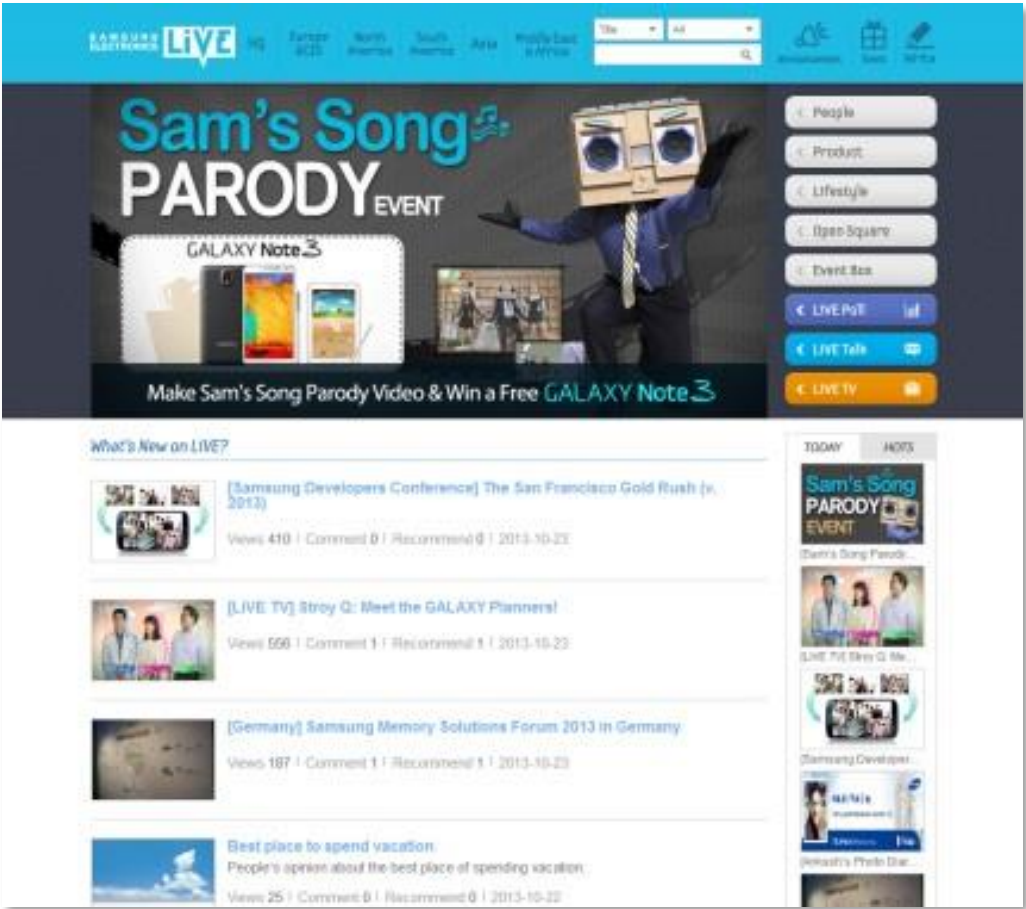 SAMSUNG ELECTRONICS LiVE
HQ
Europe
&CIS
North
America
South
America
Asia
Middle East
& Africa
Title
All
Sam's Song
PARODY EVENT
GALAXY Note 3
Make Sam's Song Parody Video & Win a Free GALAXY Note 3
People
Product
Lifestyle
Open Square
Event Box
LIVE Poll
LIVE Talk
LIVE TV
What's New on LIVE?
[Samsung Developers Conference] The San Francisco Gold Rush (v.
2013)
Views 410 | Comment 0 | Recommend 0 | 2013-10-23
[LIVE TV] Stroy Q: Meet the GALAXY Planners!
Views 556 | Comment 1 | Recommend 1 | 2013-10-23
[Germany] Samsung Memory Solutions Forum 2013 in Germany
Views 187 | Comment 1 | Recommend 1 | 2013-10-23
Best place to spend vacation.
People's opinion about the best place of spending vacation.
Views 25 | Comment 0 | Recommend 0 | 2013-10-22
TODAY
HOTS
Sam's Song
PARODY
EVENT
[Sam's Song Parody...
[LIVE TV] Stroy Q: Me...
[Samsung Developer...